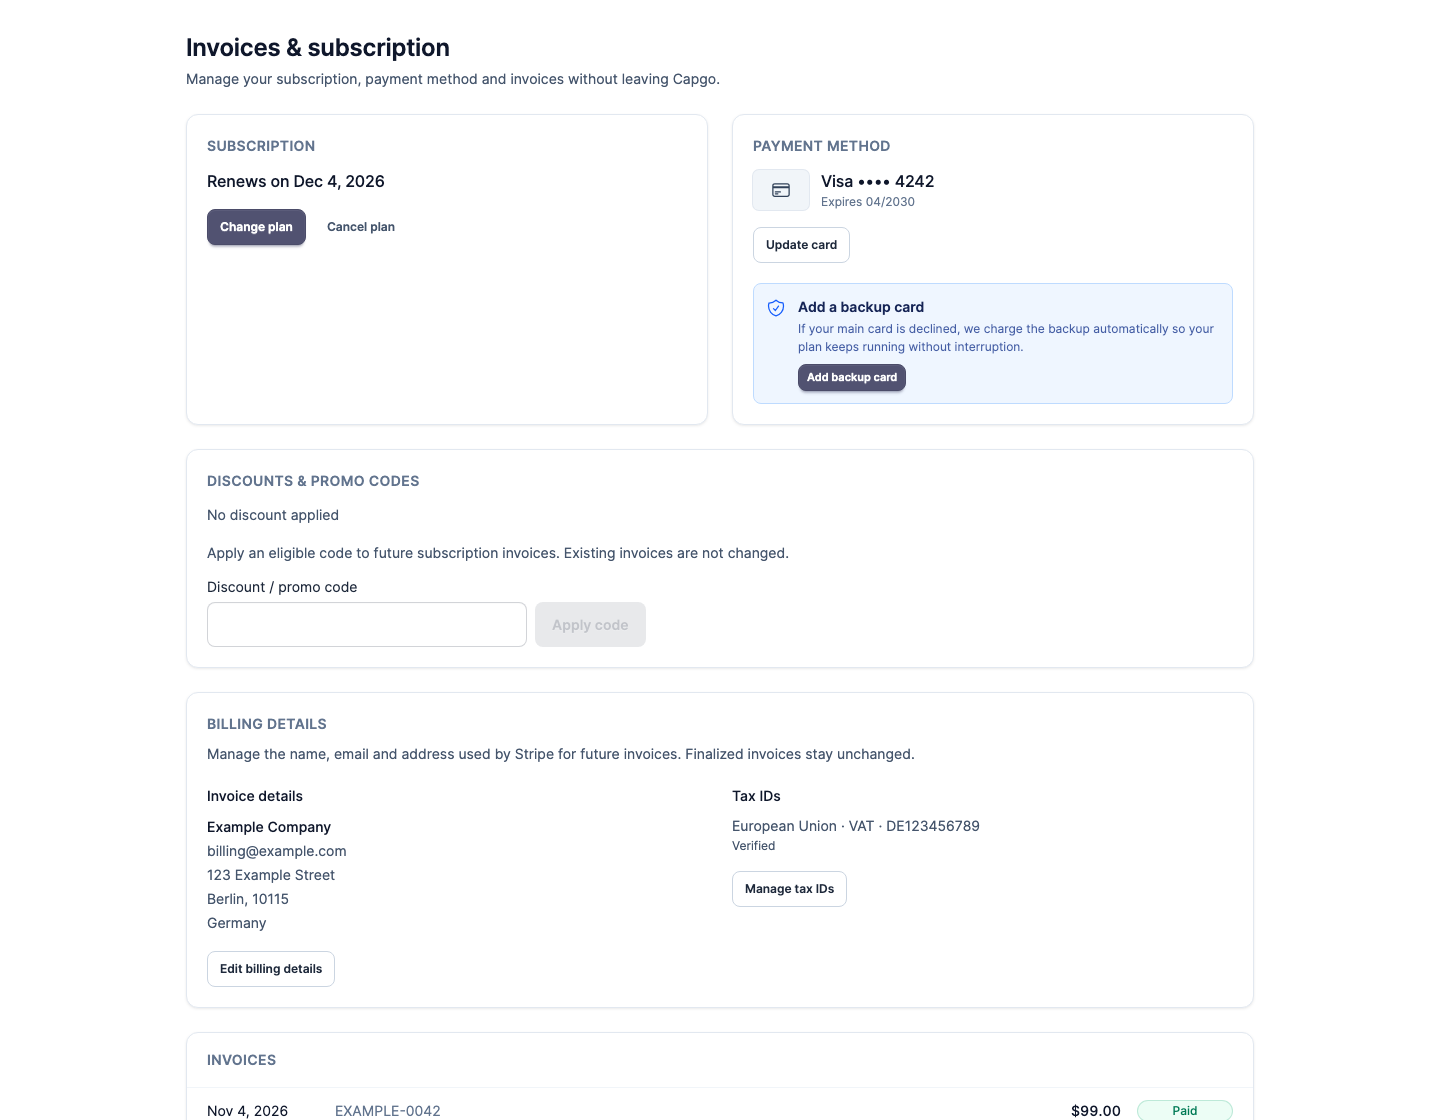 Invoices & subscription
Manage your subscription, payment method and invoices without leaving Capgo.
SUBSCRIPTION
Renews on Dec 4, 2026
Change plan
Cancel plan
PAYMENT METHOD
Visa •••• 4242
Expires 04/2030
Update card
Add a backup card
If your main card is declined, we charge the backup automatically so your
plan keeps running without interruption.
Add backup card
DISCOUNTS & PROMO CODES
No discount applied
Apply an eligible code to future subscription invoices. Existing invoices are not changed.
Discount / promo code
Apply code
BILLING DETAILS
Manage the name, email and address used by Stripe for future invoices. Finalized invoices stay unchanged.
Invoice details
Example Company
billing@example.com
123 Example Street
Berlin, 10115
Germany
Edit billing details
Tax IDs
European Union · VAT · DE123456789
Verified
Manage tax IDs
INVOICES
Nov 4, 2026 EXAMPLE-0042 $99.00 Paid